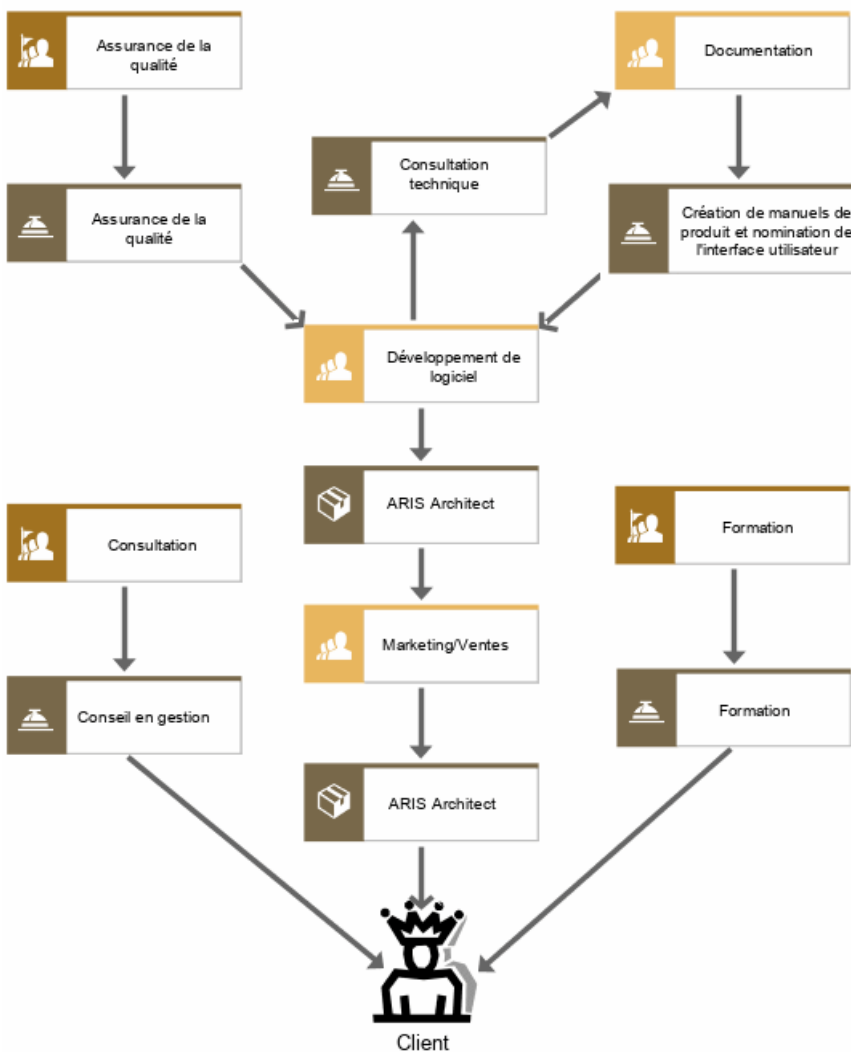 Assurance de la
qualité
Documentation
Consultation
technique
Assurance de la
qualité
Création de manuels de
produit et nomination de
l'interface utilisateur
Développement de
logiciel
ARIS Architect
Consultation
Formation
Marketing/Ventes
Conseil en gestion
Formation
ARIS Architect
Client